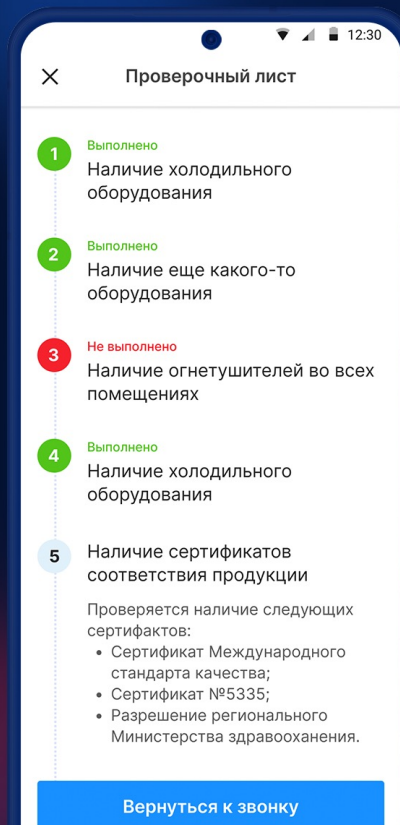 12:30
Проверочный лист
1
Выполнено
Наличие холодильного
оборудования
2
Выполнено
Наличие еще какого-то
оборудования
3
Не выполнено
Наличие огнетушителей во всех
помещениях
4
Выполнено
Наличие холодильного
оборудования
5
Наличие сертификатов
соответствия продукции
Проверяется наличие следующих
сертифактов:
• Сертификат Международного
стандарта качества;
• Сертификат №5335;
• Разрешение регионального
Министерства здравооханения.
Вернуться к звонку